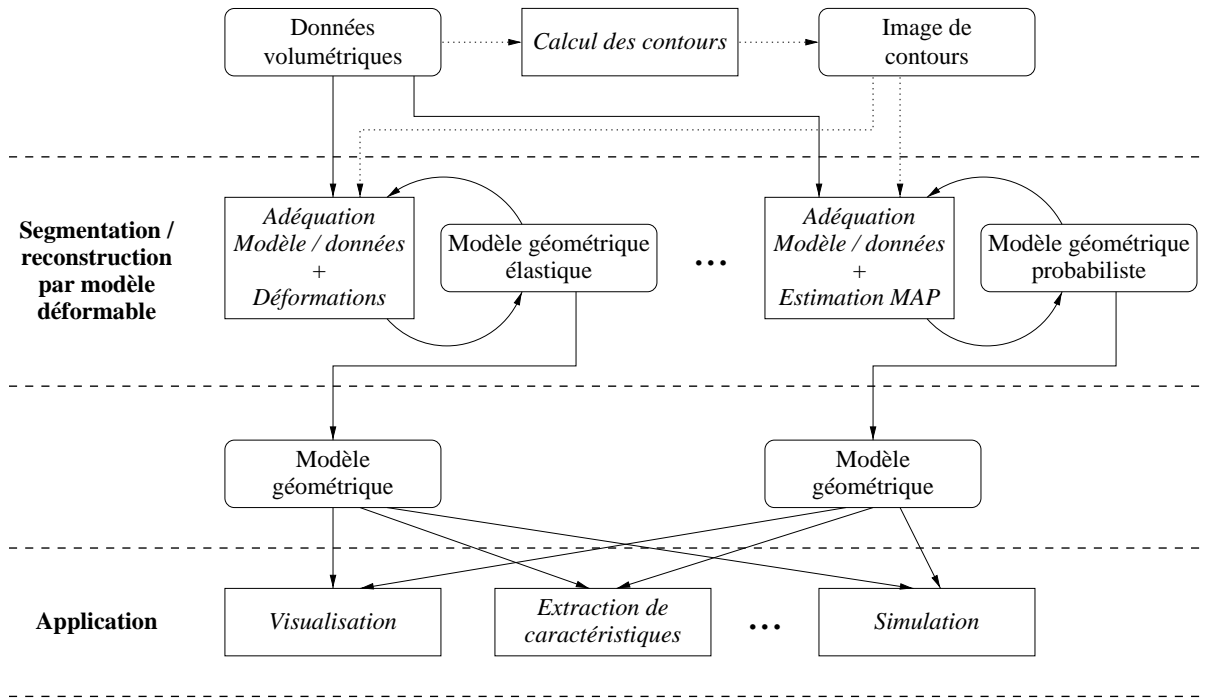 Données
volumétriques
Calcul des contours
Image de
contours
Segmentation /
reconstruction
par modèle
déformable
Adéquation
Modèle / données
+
Déformations
Modèle géométrique
élastique
...
Adéquation
Modèle / données
+
Estimation MAP
Modèle géométrique
probabiliste
Modèle
géométrique
Modèle
géométrique
Application
Visualisation
Extraction de
caractéristiques
...
Simulation